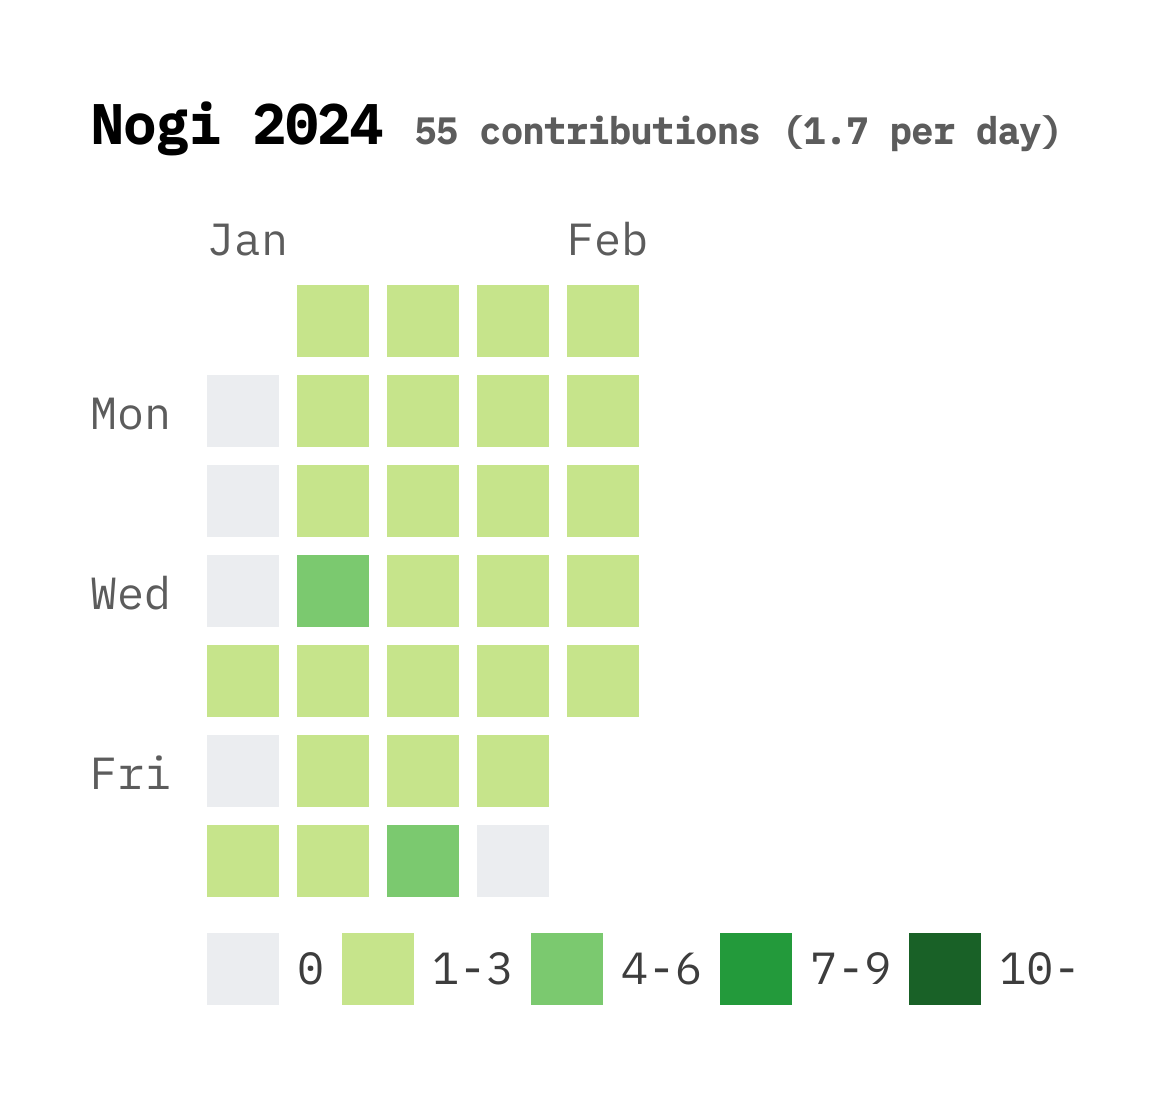 Nogi 2024 55 contributions (1.7 per day)
Jan Feb
Mon
Wed
Fri
0 1-3 4-6 7-9 10-